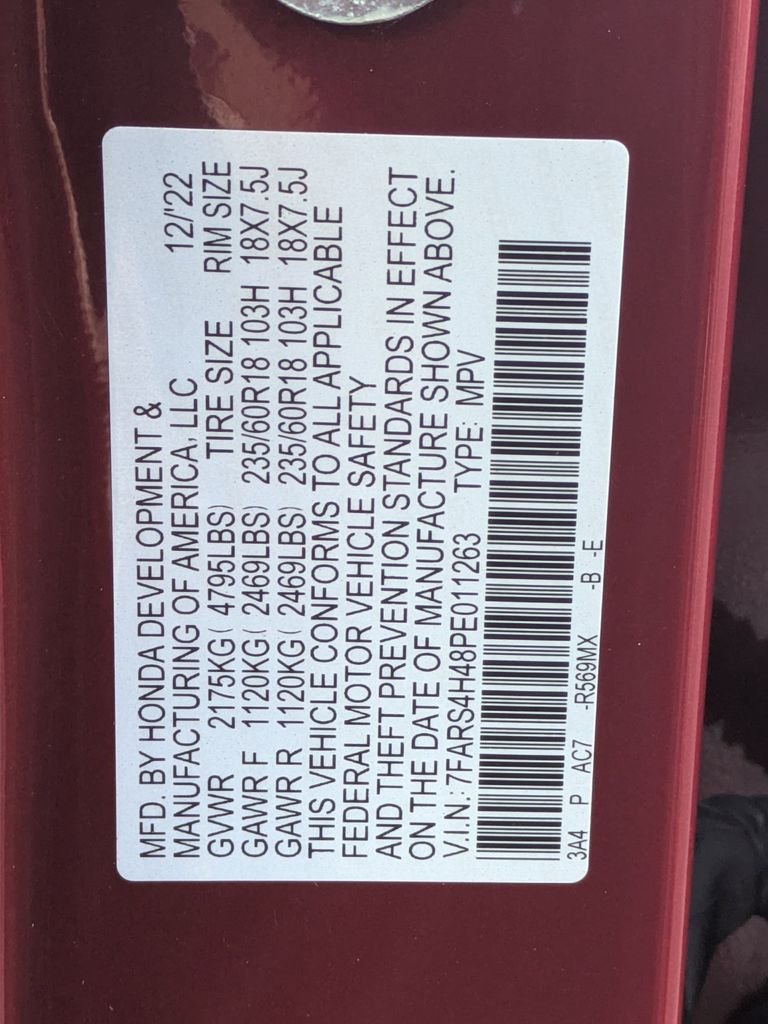 MFD. BY HONDA DEVELOPMENT &
MANUFACTURING OF AMERICA, LLC 12/'22
GVWR 2175KG( 4795LBS) TIRE SIZE RIM SIZE
GAWR F 1120KG( 2469LBS) 235/60R18 103H 18X7.5J
GAWR R 1120KG( 2469LBS) 235/60R18 103H 18X7.5J
THIS VEHICLE CONFORMS TO ALL APPLICABLE
FEDERAL MOTOR VEHICLE SAFETY
AND THEFT PREVENTION STANDARDS IN EFFECT
ON THE DATE OF MANUFACTURE SHOWN ABOVE.
V.I.N.: 7FARS4H48PE011263 TYPE: MPV
3A4 P AC7 -R569MX -B -E